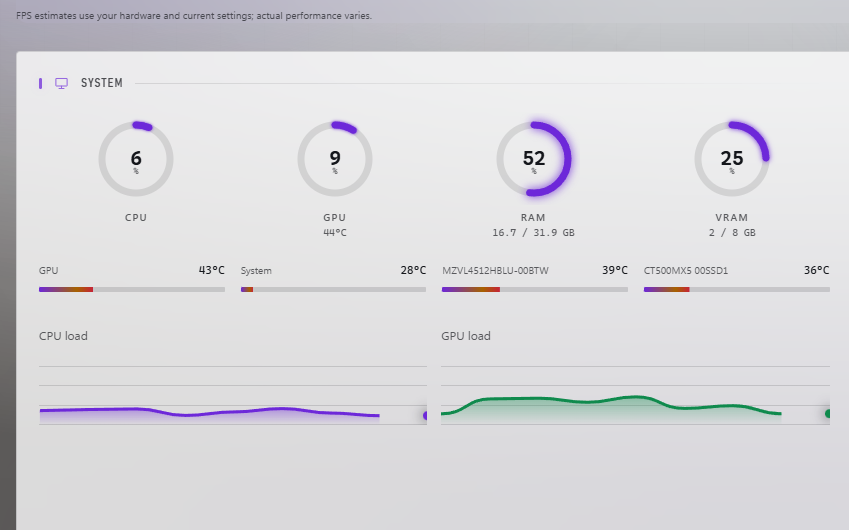 FPS estimates use your hardware and current settings; actual performance varies.
SYSTEM
6
%
CPU
9
%
GPU
44°C
52
%
RAM
16.7 / 31.9 GB
25
%
VRAM
2 / 8 GB
GPU 43°C
System 28°C
MZVL4512HBLU-00BTW 39°C
CT500MX5 00SSD1 36°C
CPU load
GPU load